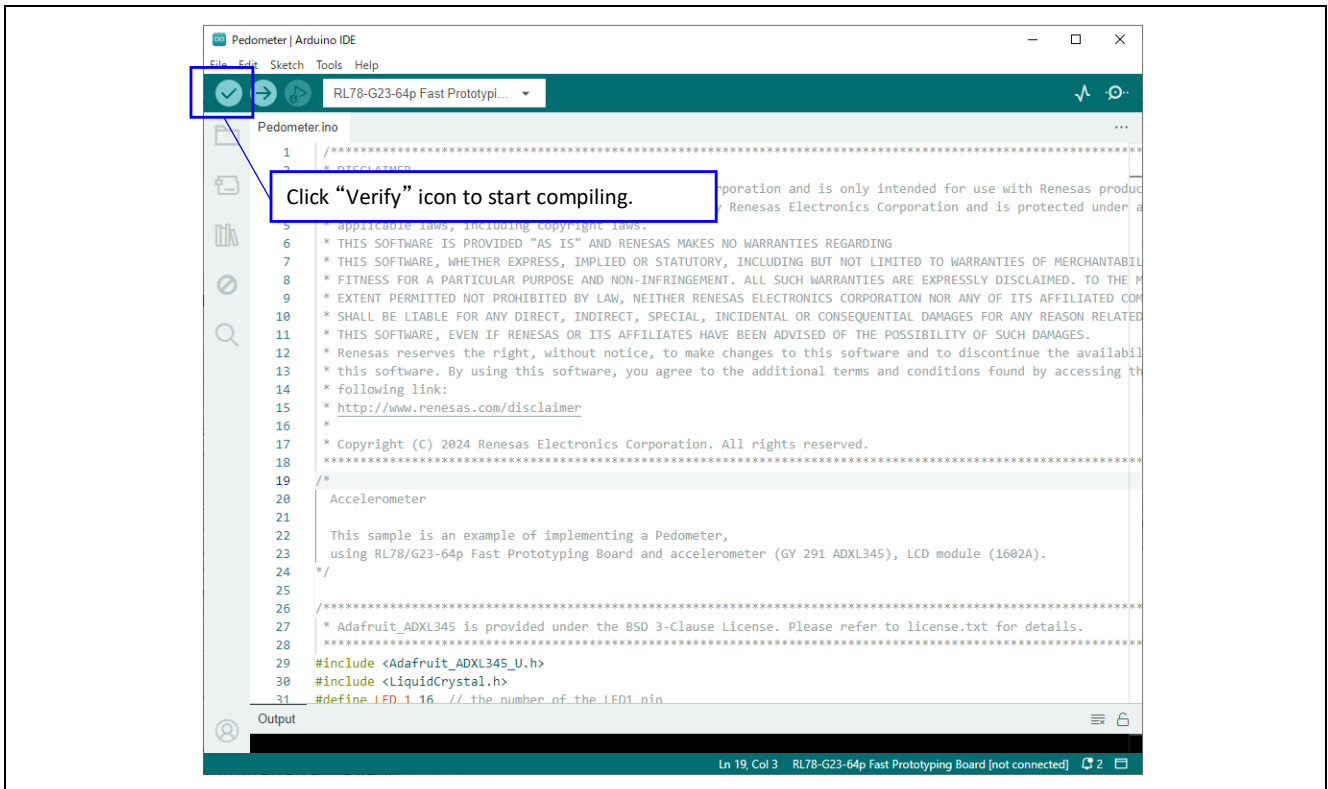 Pedometer | Arduino IDE
File Edit Sketch Tools Help
RL78-G23-64p Fast Prototypi...
Pedometer.ino
Click “Verify” icon to start compiling.
1 /****************************************************************************************
2 * DISCLAIMER
poration and is only intended for use with Renesas produc
Renesas Electronics Corporation and is protected under a
5 * applicable laws, including copyright laws.
6 * THIS SOFTWARE IS PROVIDED "AS IS" AND RENESAS MAKES NO WARRANTIES REGARDING
7 * THIS SOFTWARE, WHETHER EXPRESS, IMPLIED OR STATUTORY, INCLUDING BUT NOT LIMITED TO WARRANTIES OF MERCHANTABIL
8 * FITNESS FOR A PARTICULAR PURPOSE AND NON-INFRINGEMENT. ALL SUCH WARRANTIES ARE EXPRESSLY DISCLAIMED. TO THE M
9 * EXTENT PERMITTED NOT PROHIBITED BY LAW, NEITHER RENESAS ELECTRONICS CORPORATION NOR ANY OF ITS AFFILIATED COM
10 * SHALL BE LIABLE FOR ANY DIRECT, INDIRECT, SPECIAL, INCIDENTAL OR CONSEQUENTIAL DAMAGES FOR ANY REASON RELATED
11 * THIS SOFTWARE, EVEN IF RENESAS OR ITS AFFILIATES HAVE BEEN ADVISED OF THE POSSIBILITY OF SUCH DAMAGES.
12 * Renesas reserves the right, without notice, to make changes to this software and to discontinue the availabil
13 * this software. By using this software, you agree to the additional terms and conditions found by accessing th
14 * following link:
15 * http://www.renesas.com/disclaimer
16 *
17 * Copyright (C) 2024 Renesas Electronics Corporation. All rights reserved.
18 ****************************************************************************************
19 /*
20 Accelerometer
21
22 This sample is an example of implementing a Pedometer,
23 using RL78/G23-64p Fast Prototyping Board and accelerometer (GY 291 ADXL345), LCD module (1602A).
24 */
25
26 /****************************************************************************************
27 * Adafruit_ADXL345 is provided under the BSD 3-Clause License. Please refer to license.txt for details.
28 ****************************************************************************************
29 #include <Adafruit_ADXL345_U.h>
30 #include <LiquidCrystal.h>
31 #define LED_1 16 // the number of the LED1 pin
Output
Ln 19, Col 3 RL78-G23-64p Fast Prototyping Board [not connected] 2